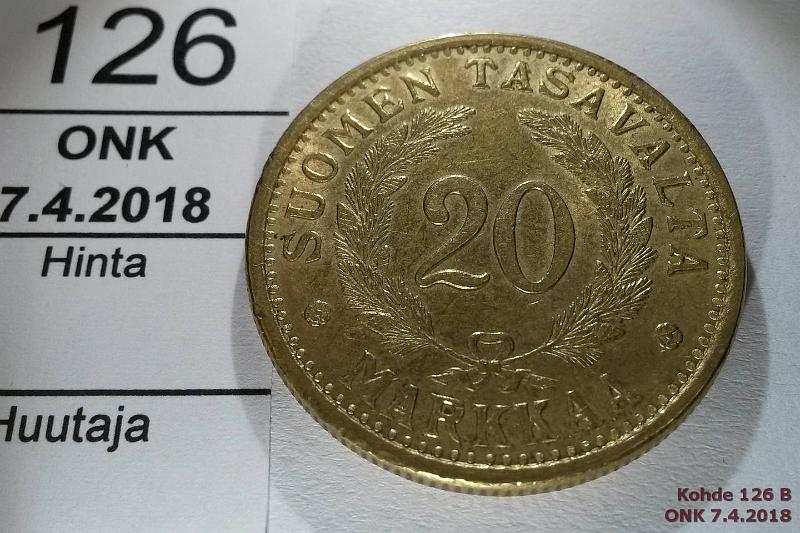 126
ONK
7.4.2018
Hinta
Huutaja
SUOMEN TASAVALTA
20
MARKKAA
Kohde 126 B
ONK 7.4.2018